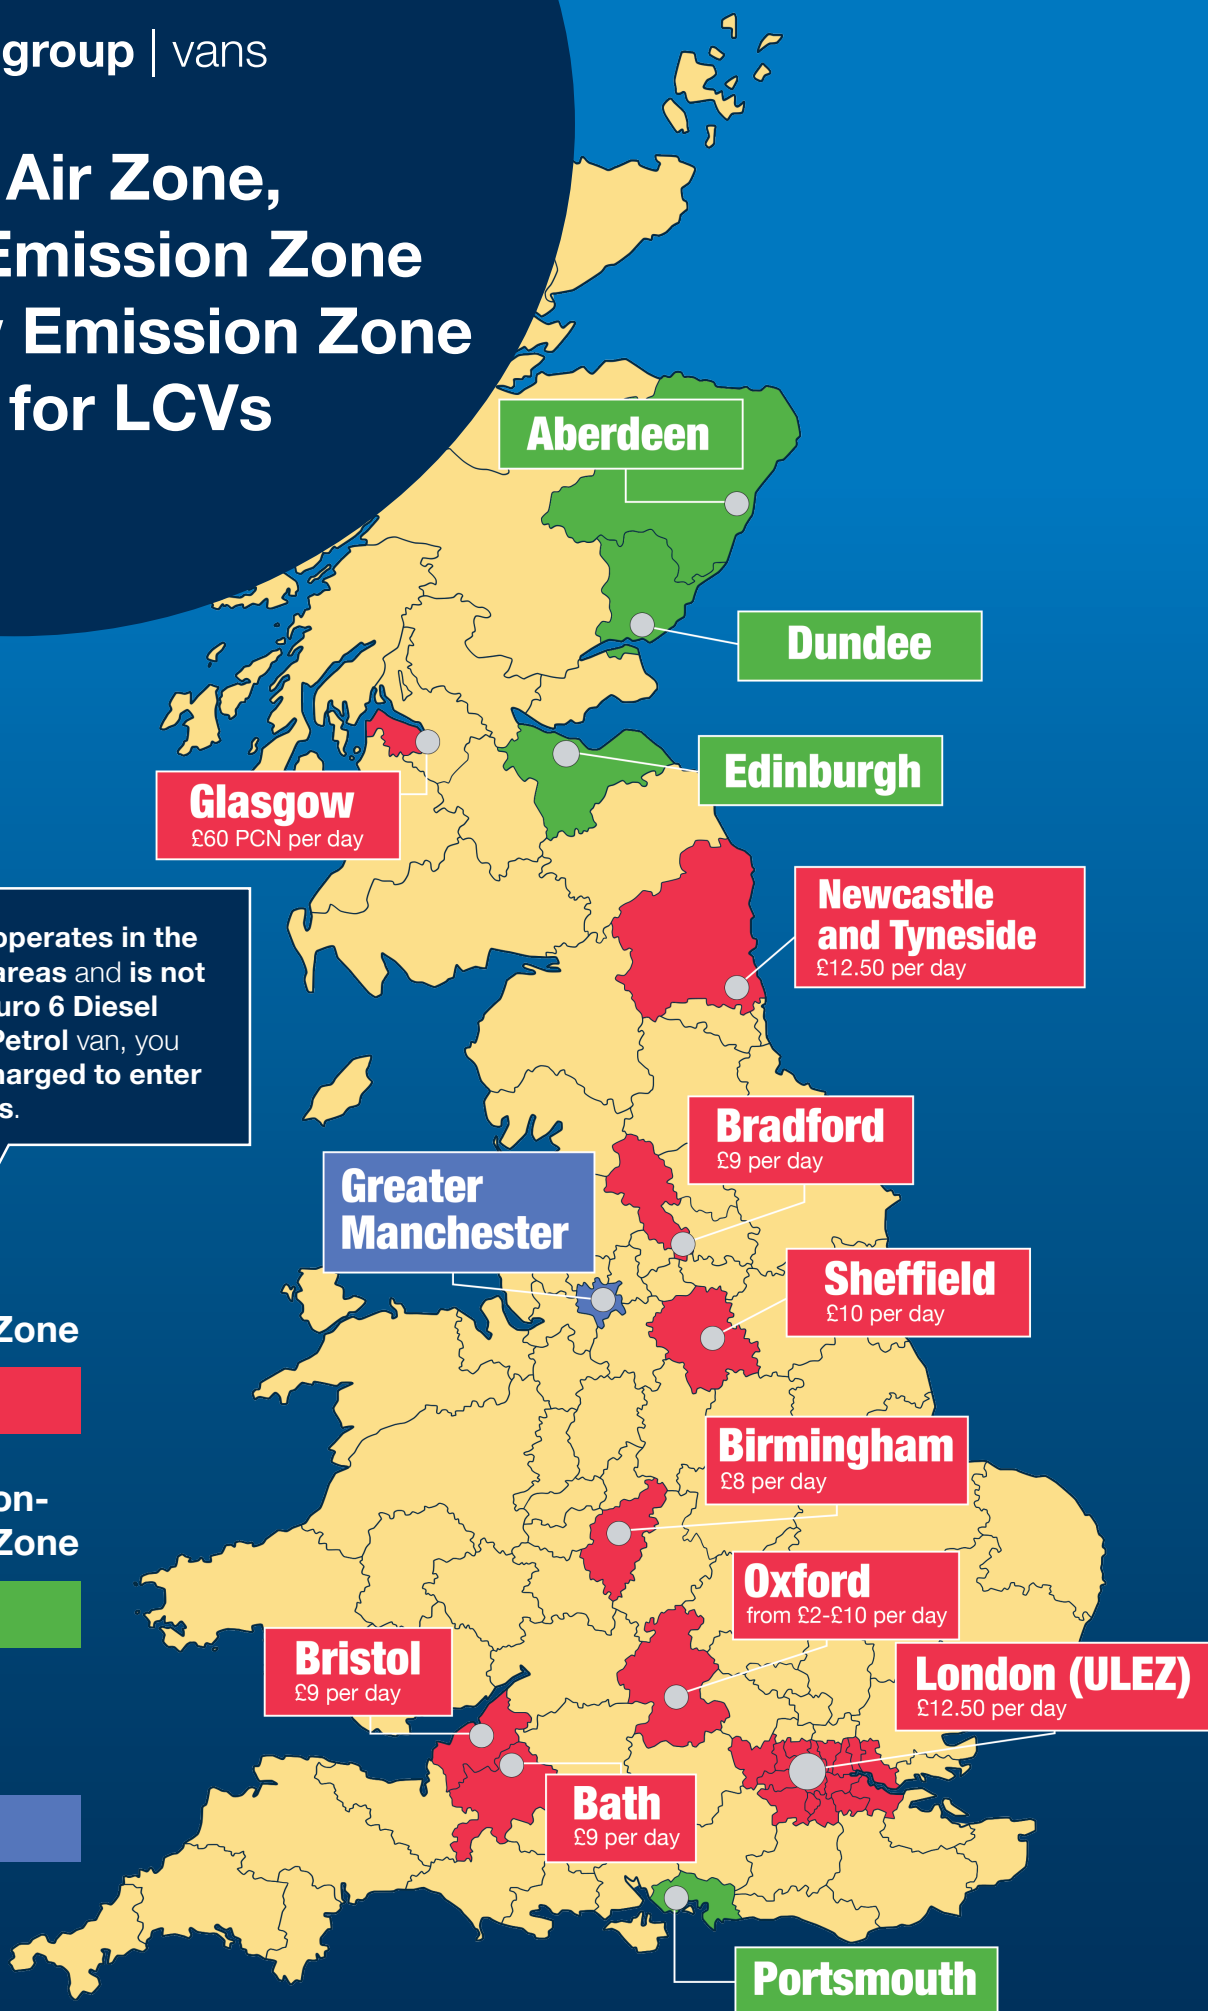 group | vans
Air Zone,
Emission Zone
Emission Zone
for LCVs
Aberdeen
Dundee
Edinburgh
Glasgow
£60 PCN per day
Newcastle
and Tyneside
£12.50 per day
operates in the
areas and is not
uro 6 Diesel
Petrol van, you
harged to enter
s.
Bradford
£9 per day
Greater
Manchester
Sheffield
£10 per day
Zone
Birmingham
£8 per day
on-
Zone
Oxford
from £2-£10 per day
Bristol
£9 per day
London (ULEZ)
£12.50 per day
Bath
£9 per day
Portsmouth